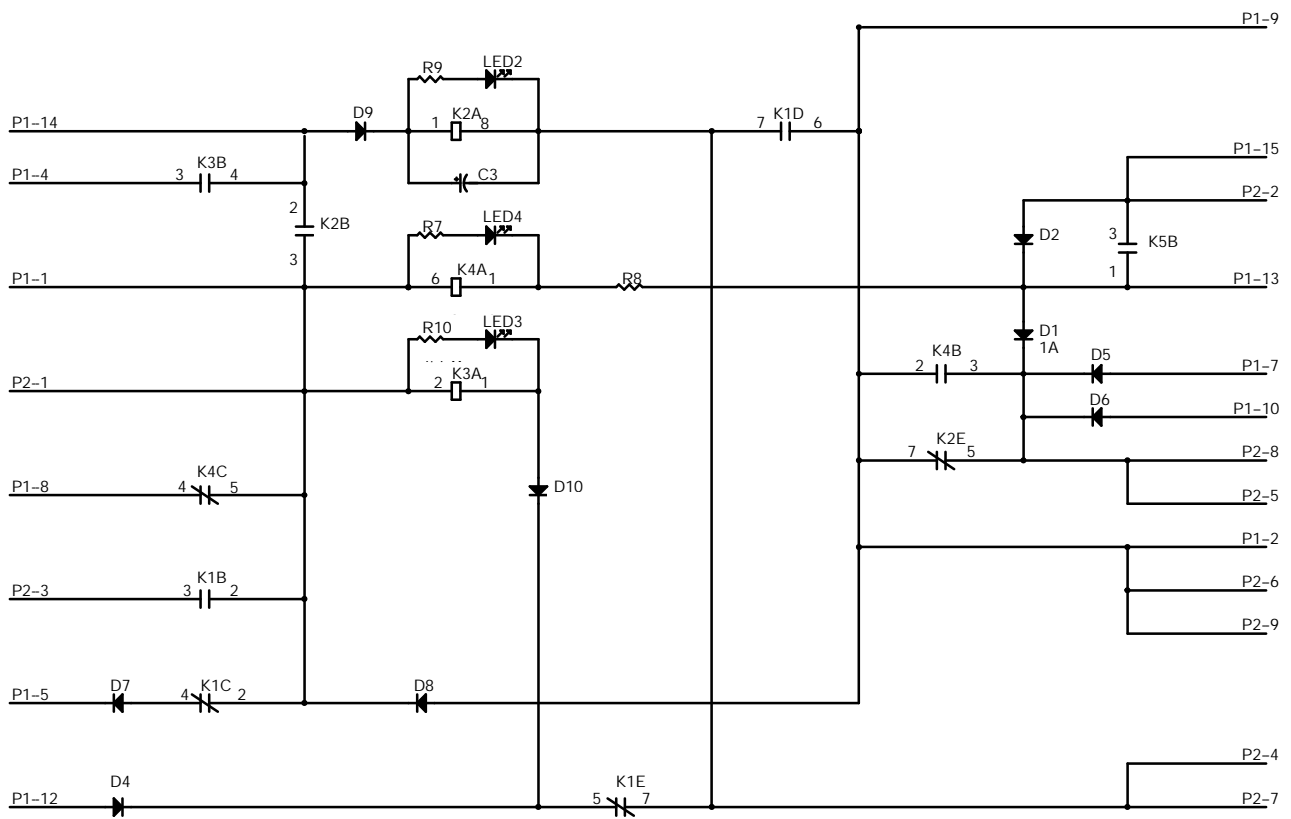 P1-9
LED2
R9
D9
K2A
K1D
P1--14
1
8
7
6
K3B
C3
P1-15
P1--4
3
4
P2-2
2
K2B
R7
LED4
D2
3
K5B
3
K4A
1
P1--1
6
1
R8
P1-13
R10
LED3
D1
1A
K4B
D5
P2--1
2
K3A
1
2
3
P1-7
D6
P1-10
K2E
K4C
7
5
P2-8
P1--8
4
5
D10
P2-5
P1-2
K1B
P2--3
3
2
P2-6
P2-9
D7
K1C
D8
P1--5
4
2
P2-4
D4
K1E
P1--12
5
7
P2-7